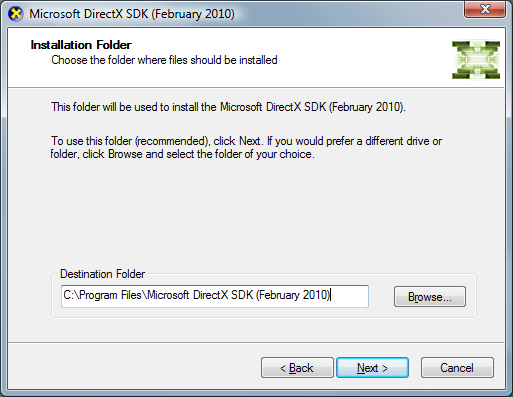 Microsoft DirectX SDK (February 2010)
Installation Folder
Choose the folder where files should be installed
This folder will be used to install the Microsoft DirectX SDK (February 2010).
To use this folder (recommended), click Next. If you would prefer a different drive or
folder, click Browse and select the folder of your choice.
Destination Folder
C:\Program Files\Microsoft DirectX SDK (February 2010)
Browse...
< Back
Next >
Cancel